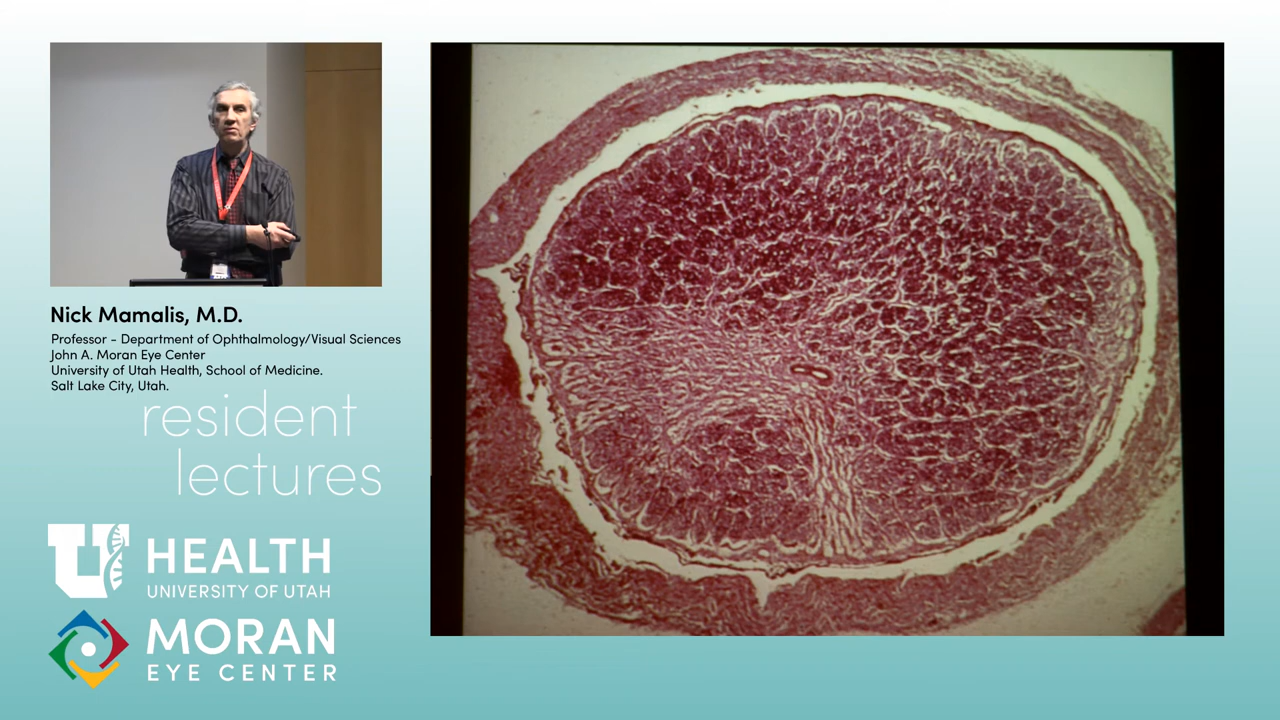 Nick Mamalis, M.D.
Professor - Department of Ophthalmology/Visual Sciences
John A. Moran Eye Center
University of Utah Health, School of Medicine.
Salt Lake City, Utah.
resident
lectures
U HEALTH
UNIVERSITY OF UTAH
MORAN
EYE CENTER